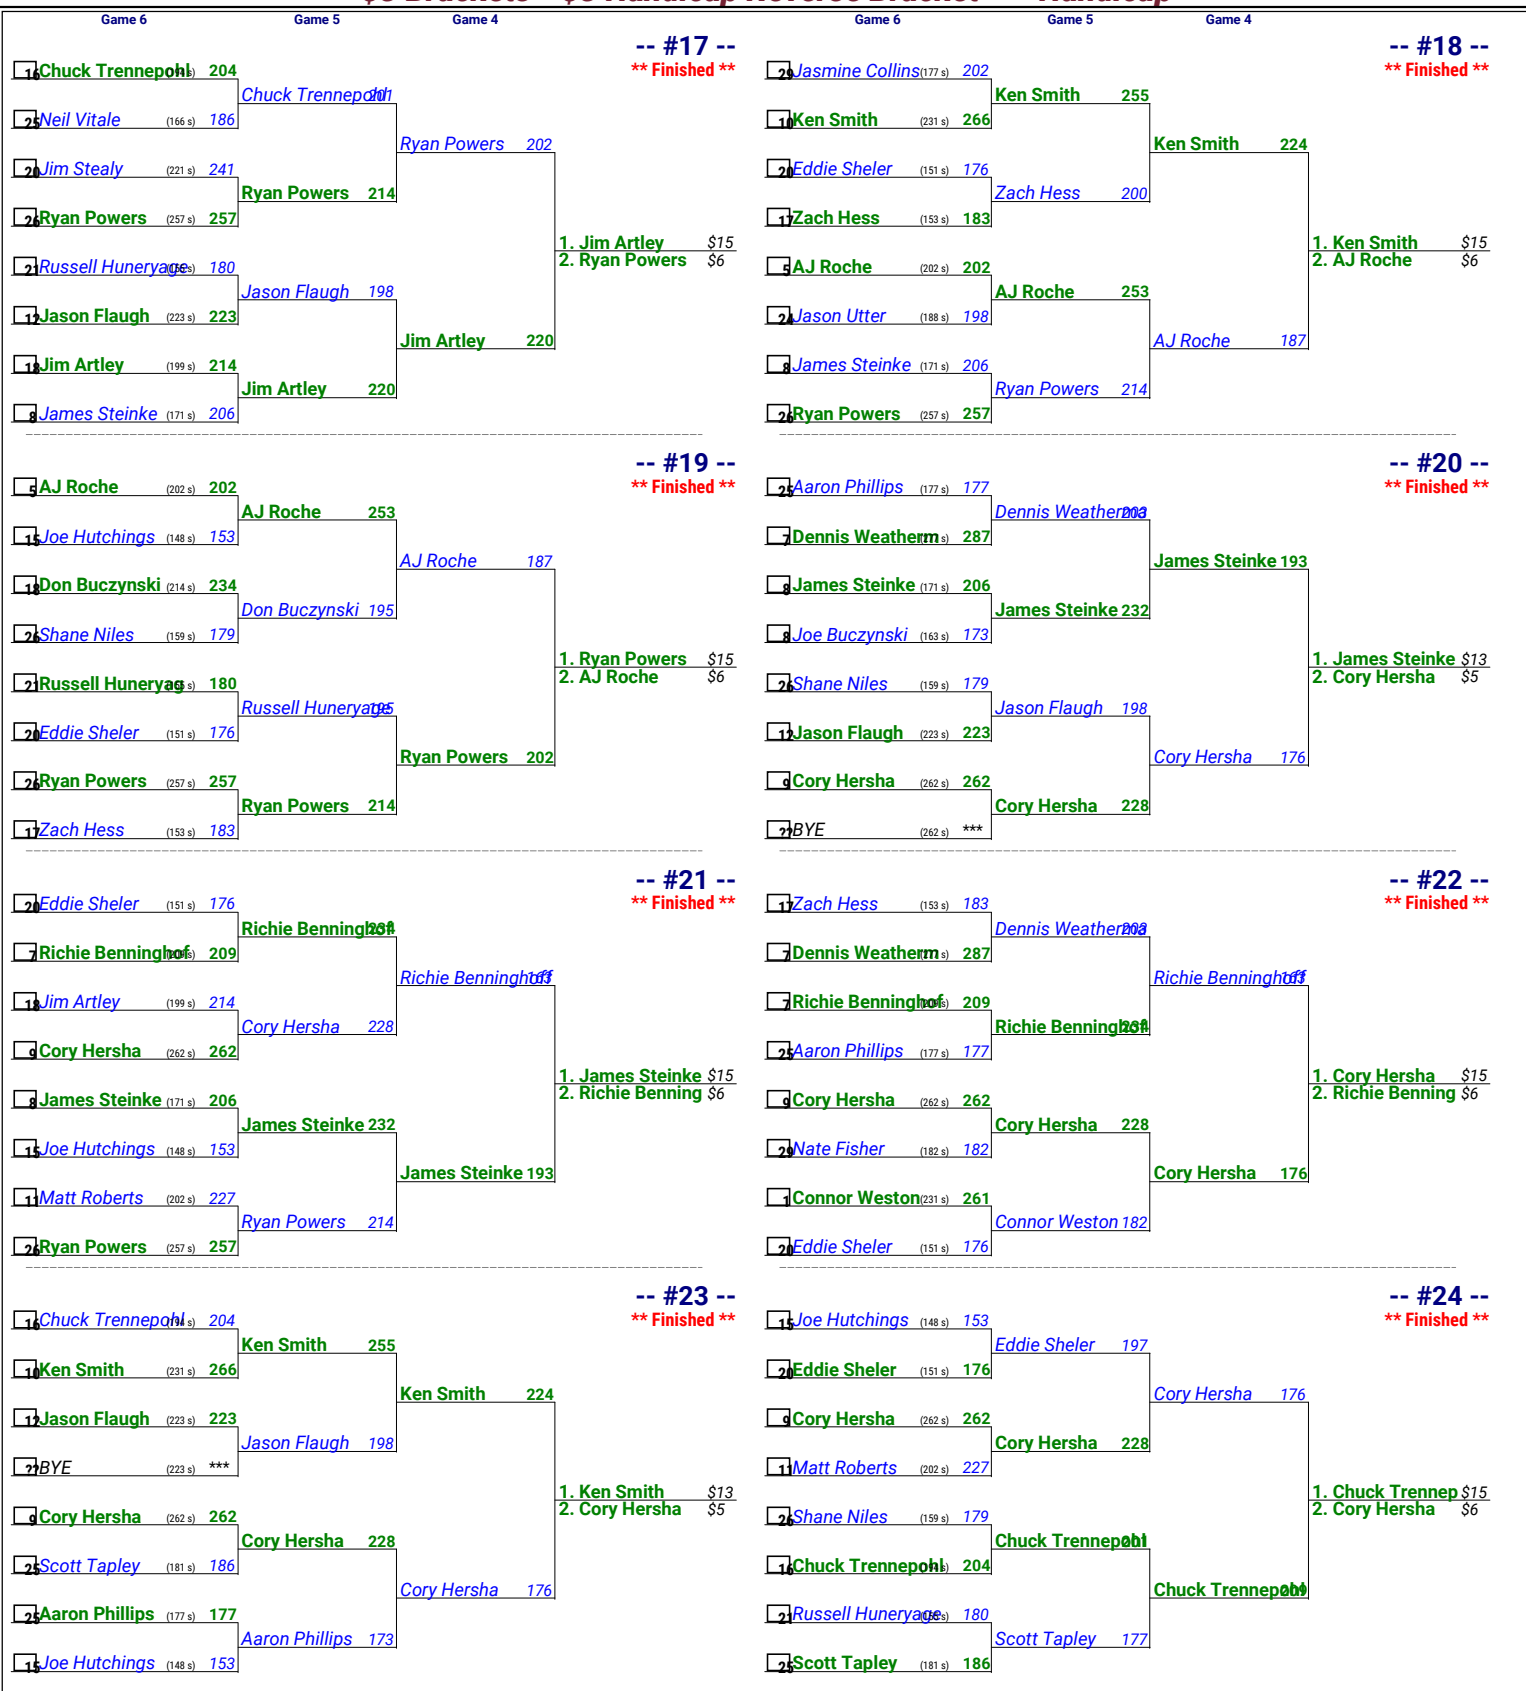 $3 Brackets - $3 Handicap Reverse Bracket --- Handicap
Game 6 Game 5 Game 4
Game 6 Game 5 Game 4
-- #17 --
** Finished **
16 Chuck Trennepohl 204
Chuck Trennepohl 201
25 Neil Vitale (166 s) 186
Ryan Powers 202
20 Jim Stealy (221 s) 241
Ryan Powers 214
26 Ryan Powers (257 s) 257
1. Jim Artley $15
2. Ryan Powers $6
21 Russell Huneryage 180
Jason Flaugh 198
12 Jason Flaugh (223 s) 223
Jim Artley 220
18 Jim Artley (199 s) 214
Jim Artley 220
8 James Steinke (171 s) 206
-- #18 --
** Finished **
29 Jasmine Collins (177 s) 202
Ken Smith 255
10 Ken Smith (231 s) 266
Ken Smith 224
20 Eddie Sheler (151 s) 176
Zach Hess 200
17 Zach Hess (153 s) 183
1. Ken Smith $15
2. AJ Roche $6
5 AJ Roche (202 s) 202
AJ Roche 253
24 Jason Utter (188 s) 198
AJ Roche 187
8 James Steinke (171 s) 206
Ryan Powers 214
26 Ryan Powers (257 s) 257
-- #19 --
** Finished **
5 AJ Roche (202 s) 202
AJ Roche 253
15 Joe Hutchings (148 s) 153
AJ Roche 187
18 Don Buczynski (214 s) 234
Don Buczynski 195
26 Shane Niles (159 s) 179
1. Ryan Powers $15
2. AJ Roche $6
21 Russell Huneryag 180
Russell Huneryage 195
20 Eddie Sheler (151 s) 176
Ryan Powers 202
26 Ryan Powers (257 s) 257
Ryan Powers 214
17 Zach Hess (153 s) 183
-- #20 --
** Finished **
25 Aaron Phillips (177 s) 177
Dennis Weatherma 202
7 Dennis Weatherm 287
James Steinke 193
8 James Steinke (171 s) 206
James Steinke 232
8 Joe Buczynski (163 s) 173
1. James Steinke $13
2. Cory Hersha $5
26 Shane Niles (159 s) 179
Jason Flaugh 198
12 Jason Flaugh (223 s) 223
Cory Hersha 176
9 Cory Hersha (262 s) 262
Cory Hersha 228
?? BYE (262 s) ***
-- #21 --
** Finished **
20 Eddie Sheler (151 s) 176
Richie Benninghof 234
7 Richie Benninghof 209
Richie Benninghoff 163
18 Jim Artley (199 s) 214
Cory Hersha 228
9 Cory Hersha (262 s) 262
1. James Steinke $15
2. Richie Benning $6
8 James Steinke (171 s) 206
James Steinke 232
15 Joe Hutchings (148 s) 153
James Steinke 193
11 Matt Roberts (202 s) 227
Ryan Powers 214
26 Ryan Powers (257 s) 257
-- #22 --
** Finished **
17 Zach Hess (153 s) 183
Dennis Weatherma 202
7 Dennis Weatherm 287
Richie Benninghoff 163
7 Richie Benninghof 209
Richie Benninghof 234
25 Aaron Phillips (177 s) 177
1. Cory Hersha $15
2. Richie Benning $6
9 Cory Hersha (262 s) 262
Cory Hersha 228
29 Nate Fisher (182 s) 182
Cory Hersha 176
1 Connor Weston (231 s) 261
Connor Weston 182
20 Eddie Sheler (151 s) 176
-- #23 --
** Finished **
16 Chuck Trennepohl 204
Ken Smith 255
10 Ken Smith (231 s) 266
Ken Smith 224
12 Jason Flaugh (223 s) 223
Jason Flaugh 198
?? BYE (223 s) ***
1. Ken Smith $13
2. Cory Hersha $5
9 Cory Hersha (262 s) 262
Cory Hersha 228
25 Scott Tapley (181 s) 186
Cory Hersha 176
25 Aaron Phillips (177 s) 177
Aaron Phillips 173
15 Joe Hutchings (148 s) 153
-- #24 --
** Finished **
15 Joe Hutchings (148 s) 153
Eddie Sheler 197
20 Eddie Sheler (151 s) 176
Cory Hersha 176
9 Cory Hersha (262 s) 262
Cory Hersha 228
11 Matt Roberts (202 s) 227
1. Chuck Trennep $15
2. Cory Hersha $6
26 Shane Niles (159 s) 179
Chuck Trennepohl 201
16 Chuck Trennepohl 204
Chuck Trennepohl 209
21 Russell Huneryage 180
Scott Tapley 177
25 Scott Tapley (181 s) 186